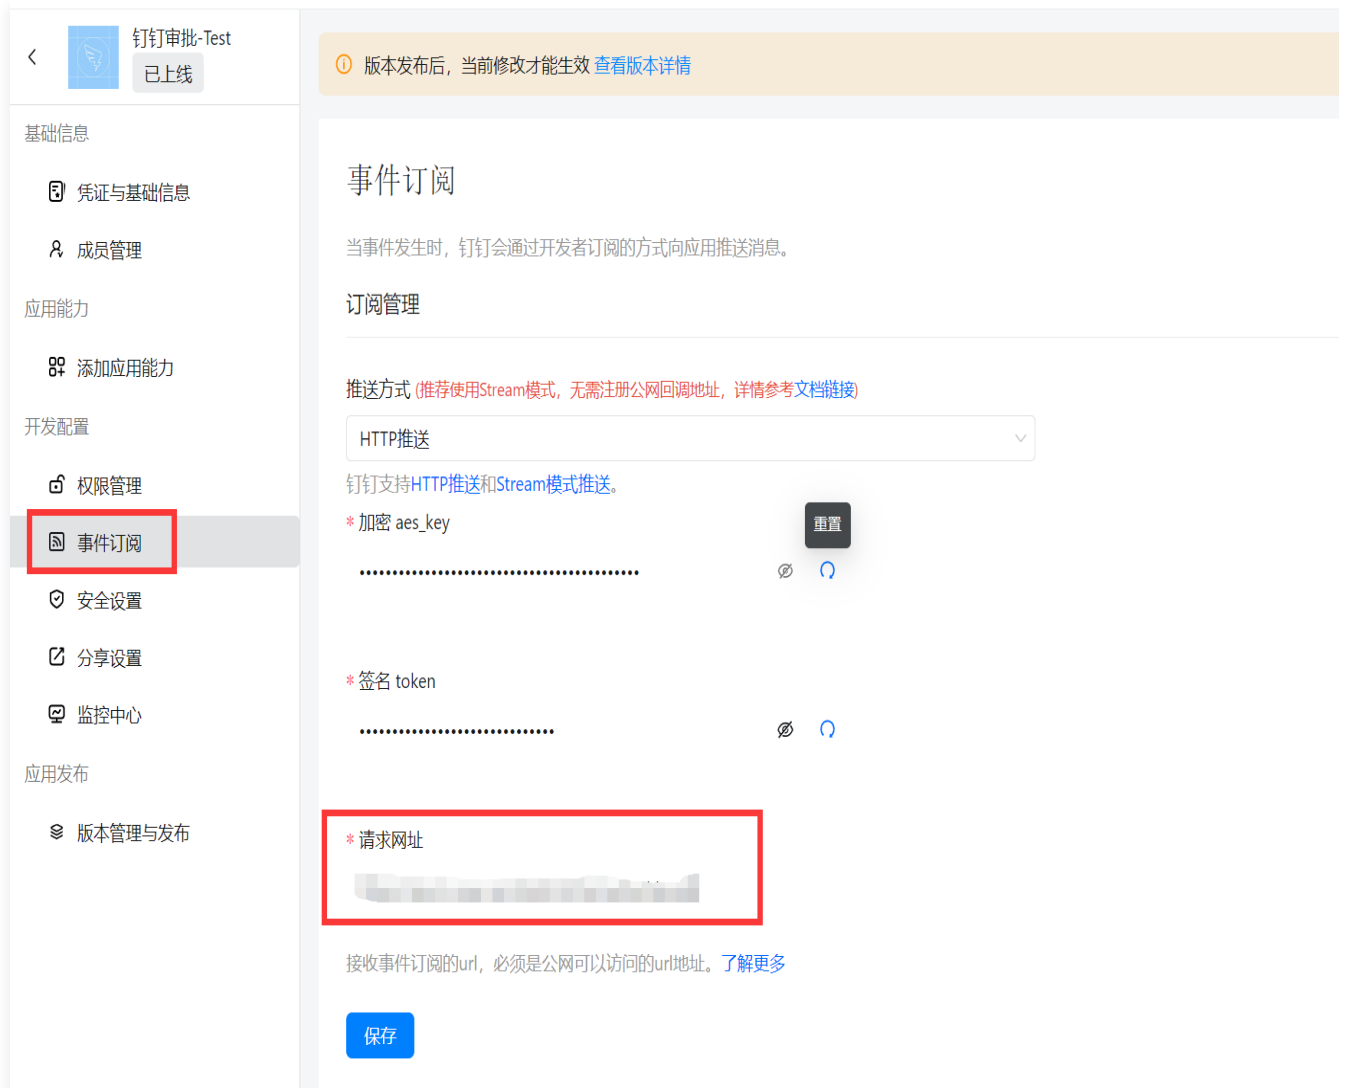 钉钉审批-Test
已上线
基础信息
凭证与基础信息
成员管理
应用能力
添加应用能力
开发配置
权限管理
事件订阅
安全设置
分享设置
监控中心
应用发布
版本管理与发布
版本发布后，当前修改才能生效 查看版本详情
事件订阅
当事件发生时，钉钉会通过开发者订阅的方式向应用推送消息。
订阅管理
推送方式 (推荐使用Stream模式，无需注册公网回调地址，详情参考文档链接)
HTTP推送
钉钉支持HTTP推送和Stream模式推送。
* 加密 aes_key
重置
* 签名 token
* 请求网址
接收事件订阅的url，必须是公网可以访问的url地址。了解更多
保存